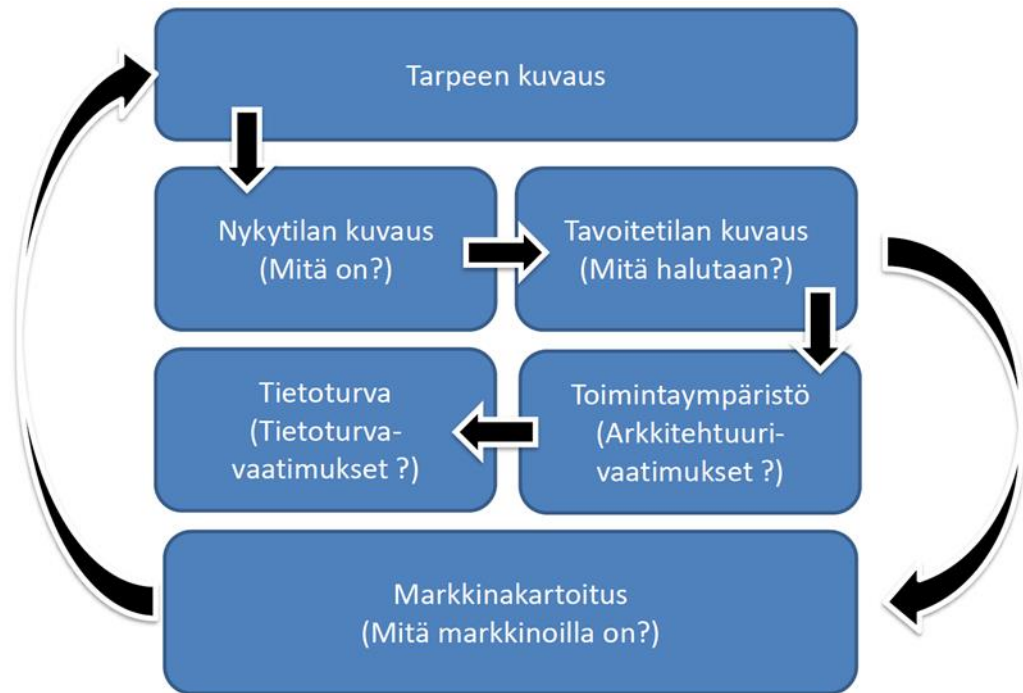 Tarpeen kuvaus
Nykytilan kuvaus
(Mitä on?)
Tavoitetilan kuvaus
(Mitä halutaan?)
Tietoturva
(Tietoturva-
vaatimukset ?)
Toimintaympäristö
(Arkkitehtuuri-
vaatimukset ?)
Markkinakartoitus
(Mitä markkinoilla on?)